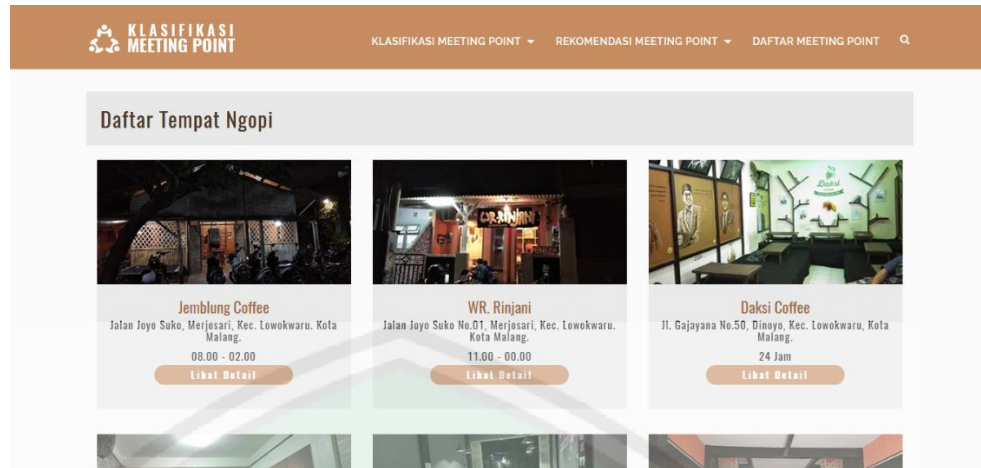 KLASIFIKASI
MEETING POINT
KLASIFIKASI MEETING POINT
REKOMENDASI MEETING POINT
DAFTAR MEETING POINT
Daftar Tempat Ngopi
WR.RINJANI
Daksi
Jemblung Coffee
Jalan Joyo Suko, Merjosari, Kec. Lowokwaru. Kota
Malang.
08.00 - 02.00
Lihat Detail
WR. Rinjani
Jalan Joyo Suko No.01, Merjosari, Kec. Lowokwaru.
Kota Malang.
11.00 - 00.00
Lihat Detail
Daksi Coffee
Jl. Gajayana No.50, Dinoyo, Kec. Lowokwaru, Kota
Malang.
24 Jam
Lihat Detail